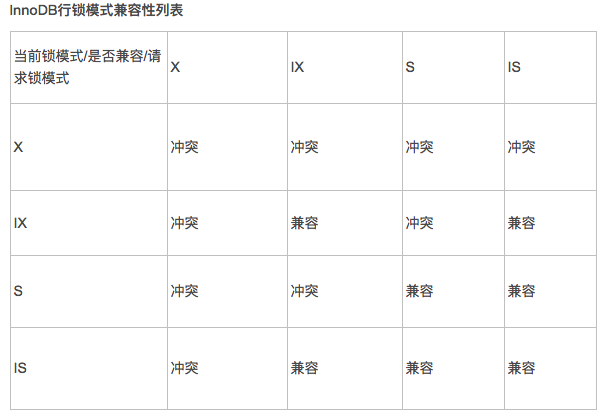 InnoDB行锁模式兼容性列表
当前锁模式/是否兼容/请 X IX S IS
求锁模式
X 冲突 冲突 冲突 冲突
IX 冲突 兼容 冲突 兼容
S 冲突 冲突 兼容 兼容
IS 冲突 兼容 兼容 兼容